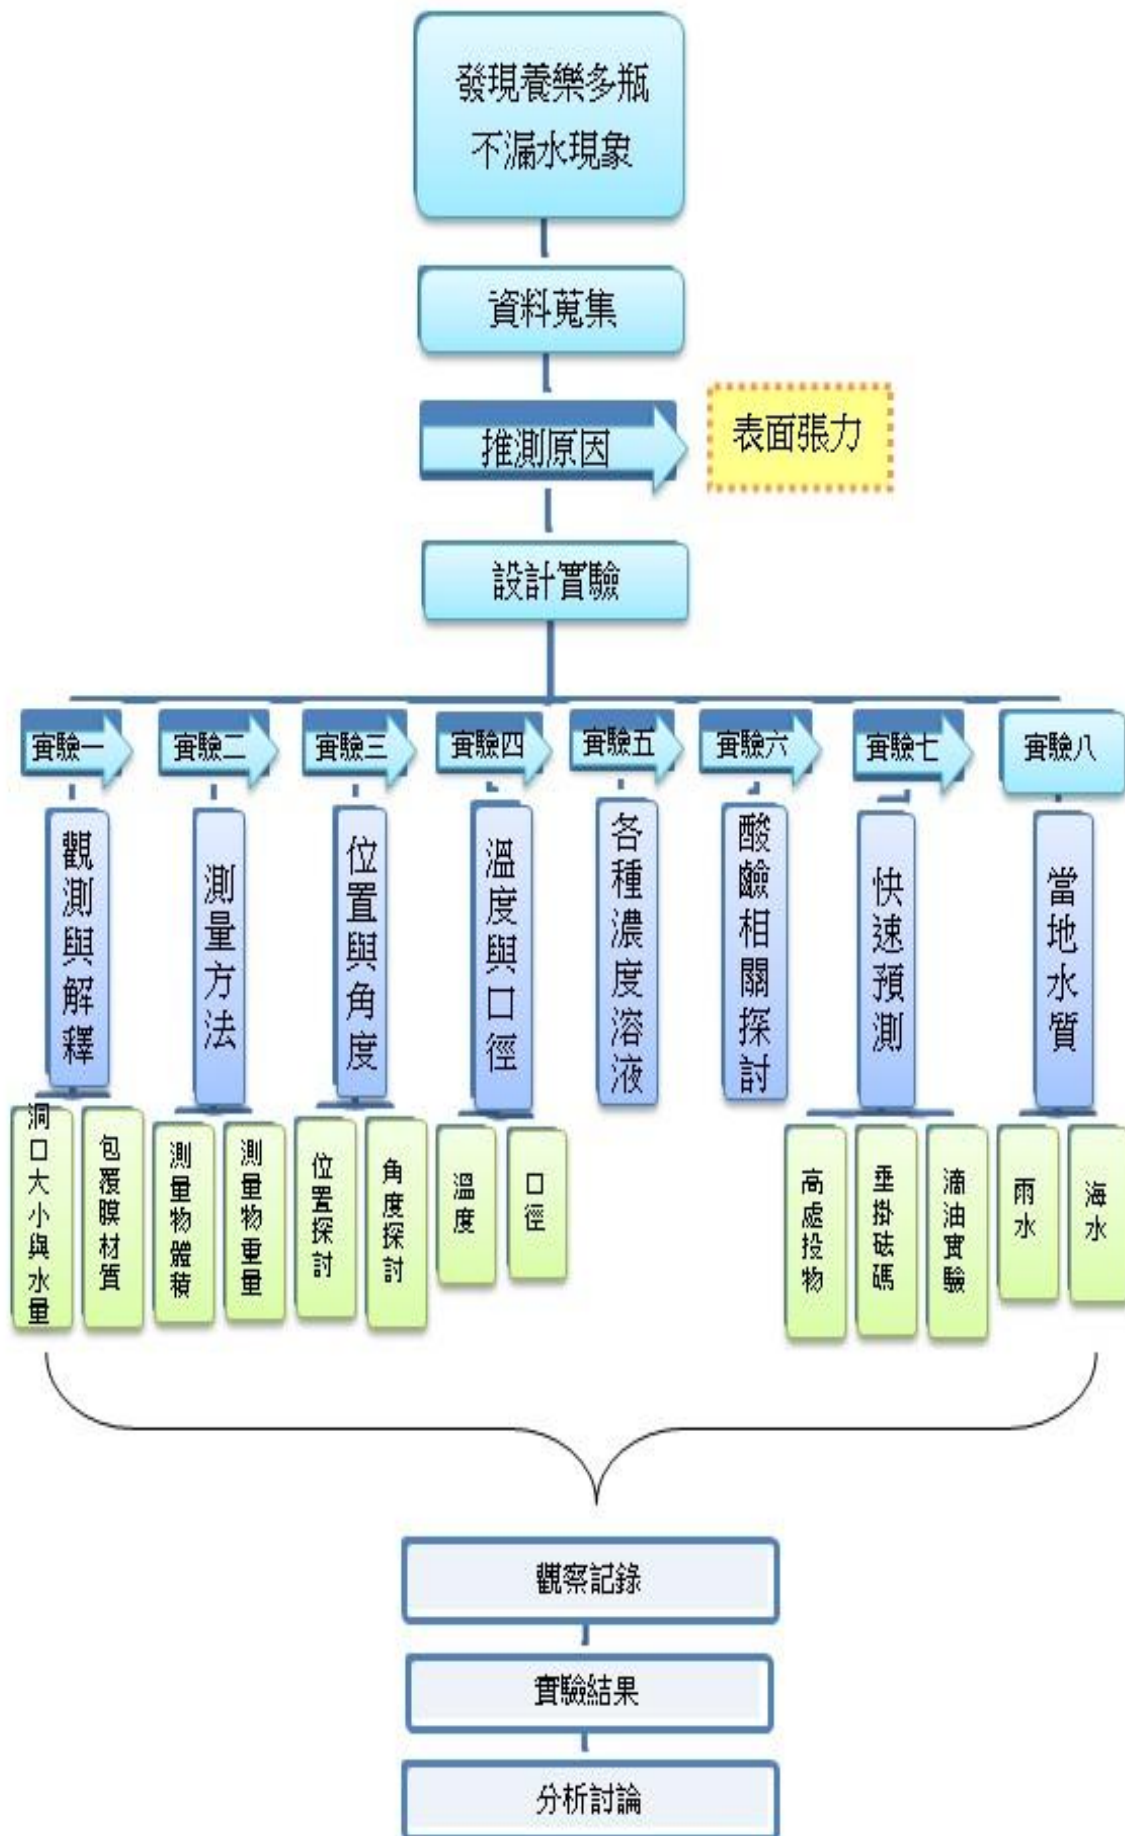 發現養樂多瓶
不漏水現象
資料蒐集
推測原因
表面張力
設計實驗
實驗一
實驗二
實驗三
實驗四
實驗五
實驗六
實驗七
實驗八
觀測與解釋
測量方法
位置與角度
溫度與口徑
各種濃度溶液
酸鹼相關探討
快速預測
當地水質
洞口大小與水量
包覆膜材質
測量物體積
測量物重量
位置探討
角度探討
溫度
口徑
高處投物
垂掛砝碼
滴油實驗
雨水
海水
觀察記錄
實驗結果
分析討論